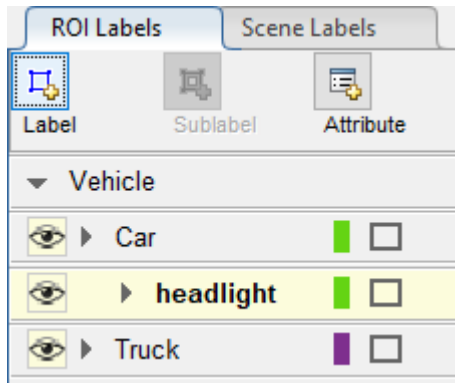 ROI Labels Scene Labels
Label Sublabel Attribute
Vehicle
Car
headlight
Truck